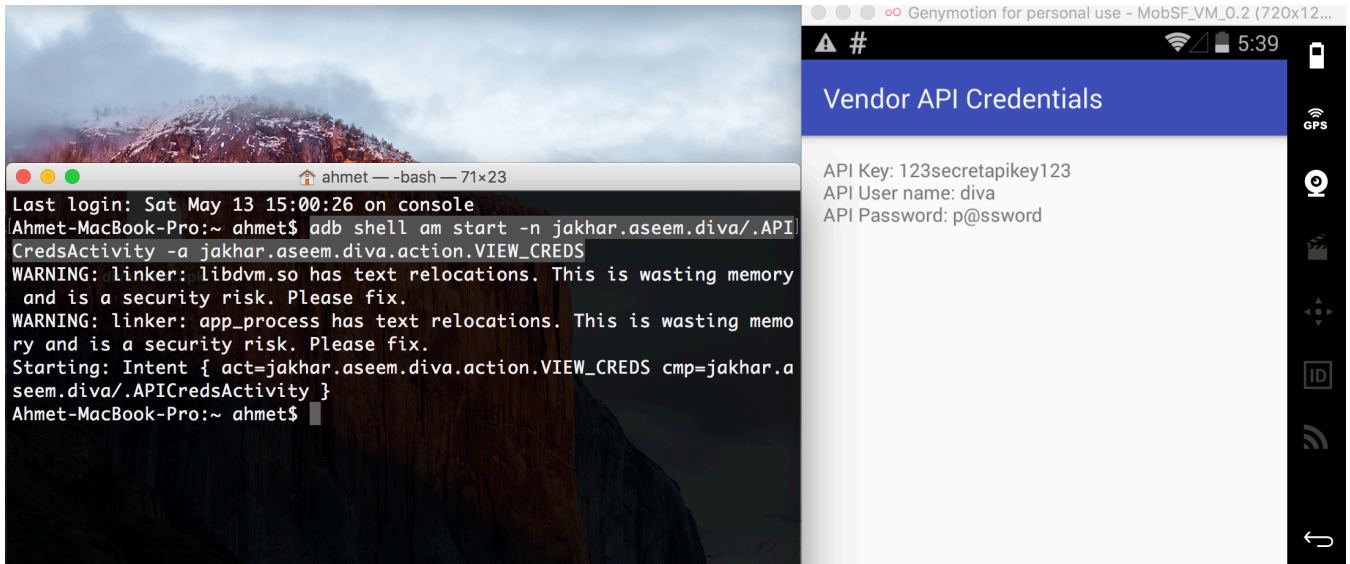 ahmet — -bash — 71×23
Last login: Sat May 13 15:00:26 on console
[Ahmet-MacBook-Pro:~ ahmet$ adb shell am start -n jakhar.aseem.diva/.API]
CredsActivity -a jakhar.aseem.diva.action.VIEW_CREDS
WARNING: linker: libdvm.so has text relocations. This is wasting memory
and is a security risk. Please fix.
WARNING: linker: app_process has text relocations. This is wasting memo
ry and is a security risk. Please fix.
Starting: Intent { act=jakhar.aseem.diva.action.VIEW_CREDS cmp=jakhar.a
seem.diva/.APICredsActivity }
Ahmet-MacBook-Pro:~ ahmet$
Genymotion for personal use - MobSF_VM_0.2 (720x12...
# 5:39
Vendor API Credentials
API Key: 123secretapikey123
API User name: diva
API Password: p@ssword
GPS
ID